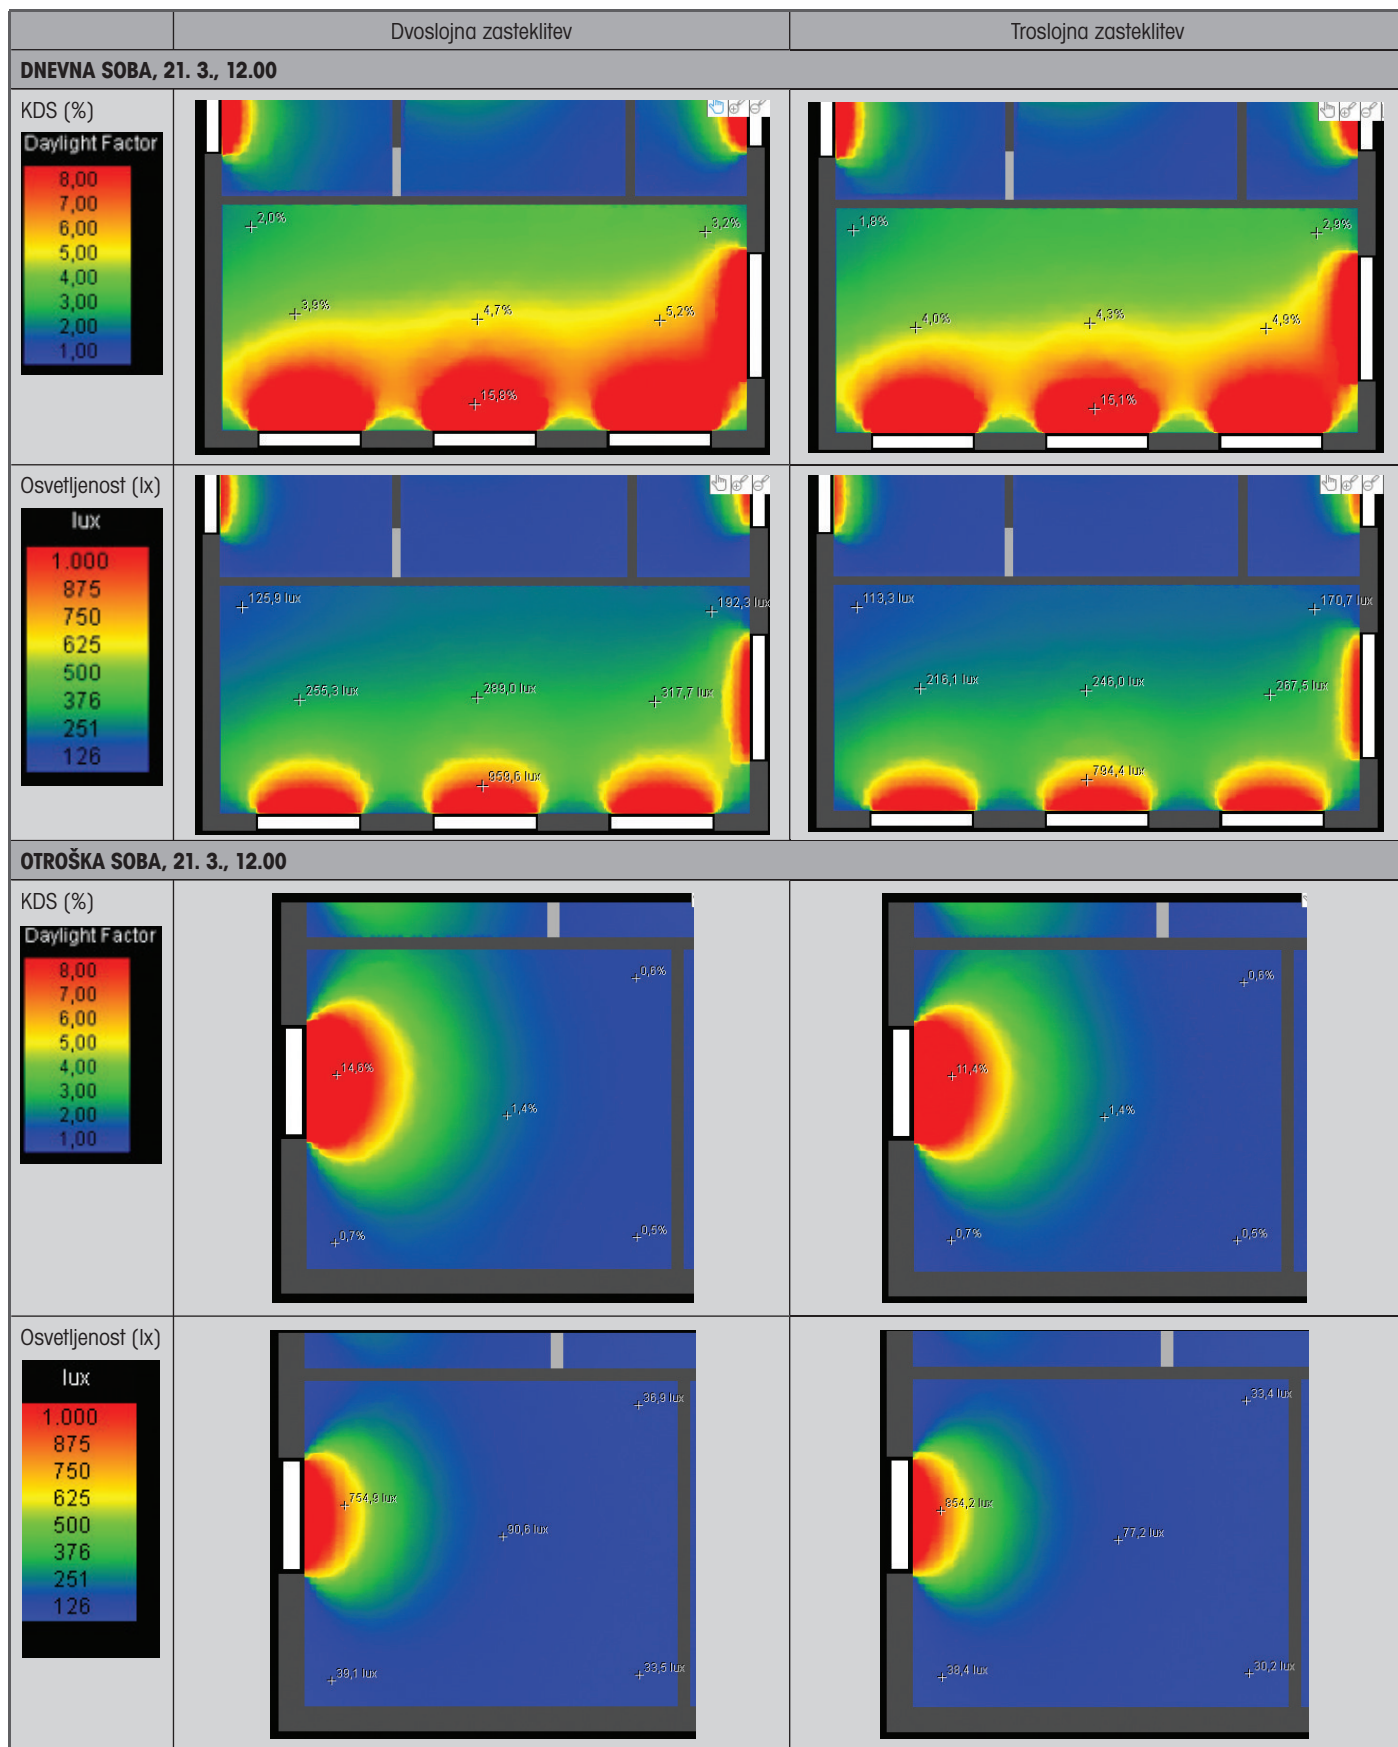 Dvoslojna zasteklitev
Troslojna zasteklitev
DNEVNA SOBA, 21. 3., 12.00
KDS (%)
Daylight Factor
8,00
7,00
6,00
5,00
4,00
3,00
2,00
1,00
2,0%
3,2%
3,9%
4,7%
5,2%
15,8%
1,8%
2,9%
4,0%
4,3%
4,9%
15,1%
Osvetljenost (lx)
lux
1.000
875
750
625
500
376
251
126
125,9 lux
192,3 lux
255,3 lux
289,0 lux
317,7 lux
959,6 lux
113,3 lux
170,7 lux
216,1 lux
246,0 lux
267,5 lux
794,4 lux
OTROŠKA SOBA, 21. 3., 12.00
KDS (%)
Daylight Factor
8,00
7,00
6,00
5,00
4,00
3,00
2,00
1,00
0,6%
14,6%
1,4%
0,7%
0,5%
0,6%
11,4%
1,4%
0,7%
0,5%
Osvetljenost (lx)
lux
1.000
875
750
625
500
376
251
126
36,9 lux
754,9 lux
90,6 lux
39,1 lux
33,5 lux
33,4 lux
854,2 lux
77,2 lux
38,4 lux
30,2 lux